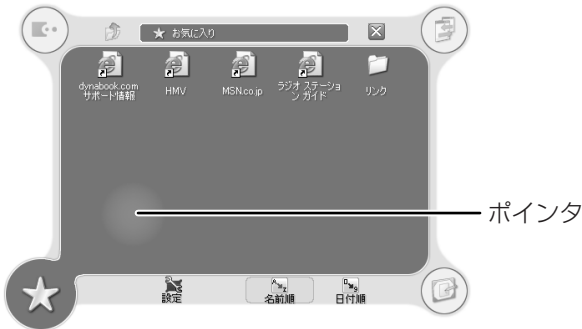 ★ お気に入り
dynabook.com
サポート情報
HMV
MSN.co.jp
ラジオ ステーショ
ン ガイド
リンク
ポインタ
設定
名前順
日付順